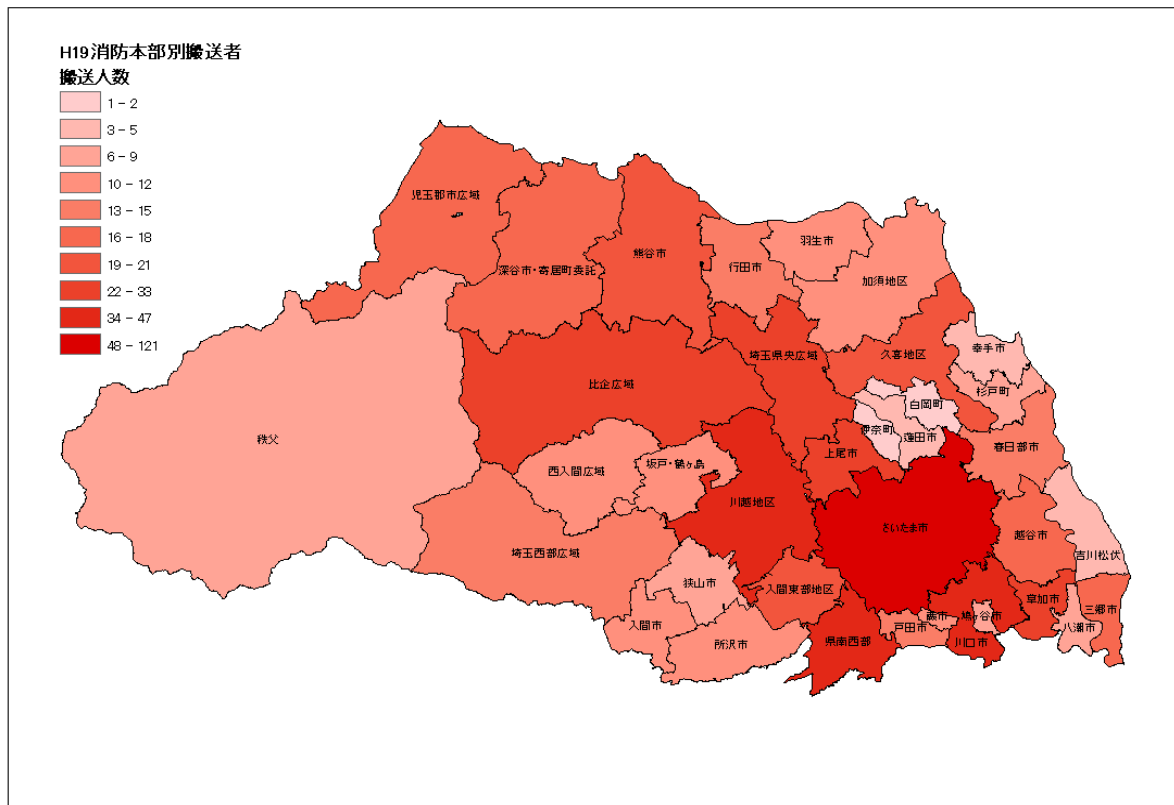 H19消防本部別搬送者
搬送人数
1 - 2
3 - 5
6 - 9
10 - 12
13 - 15
16 - 18
19 - 21
22 - 33
34 - 47
48 - 121
児玉郡市広域
深谷市・寄居町委託
熊谷市
行田市
羽生市
加須地区
久喜地区
幸手市
杉戸町
埼玉県央広域
比企広域
白岡町
伊奈町
蓮田市
春日部市
秩父
上尾市
西入間広域
坂戸・鶴ヶ島
川越地区
さいたま市
越谷市
吉川松伏
埼玉西部広域
狭山市
入間東部地区
草加市
三郷市
八潮市
入間市
所沢市
県南西部
戸田市
蕨市
鳩ヶ谷市
川口市